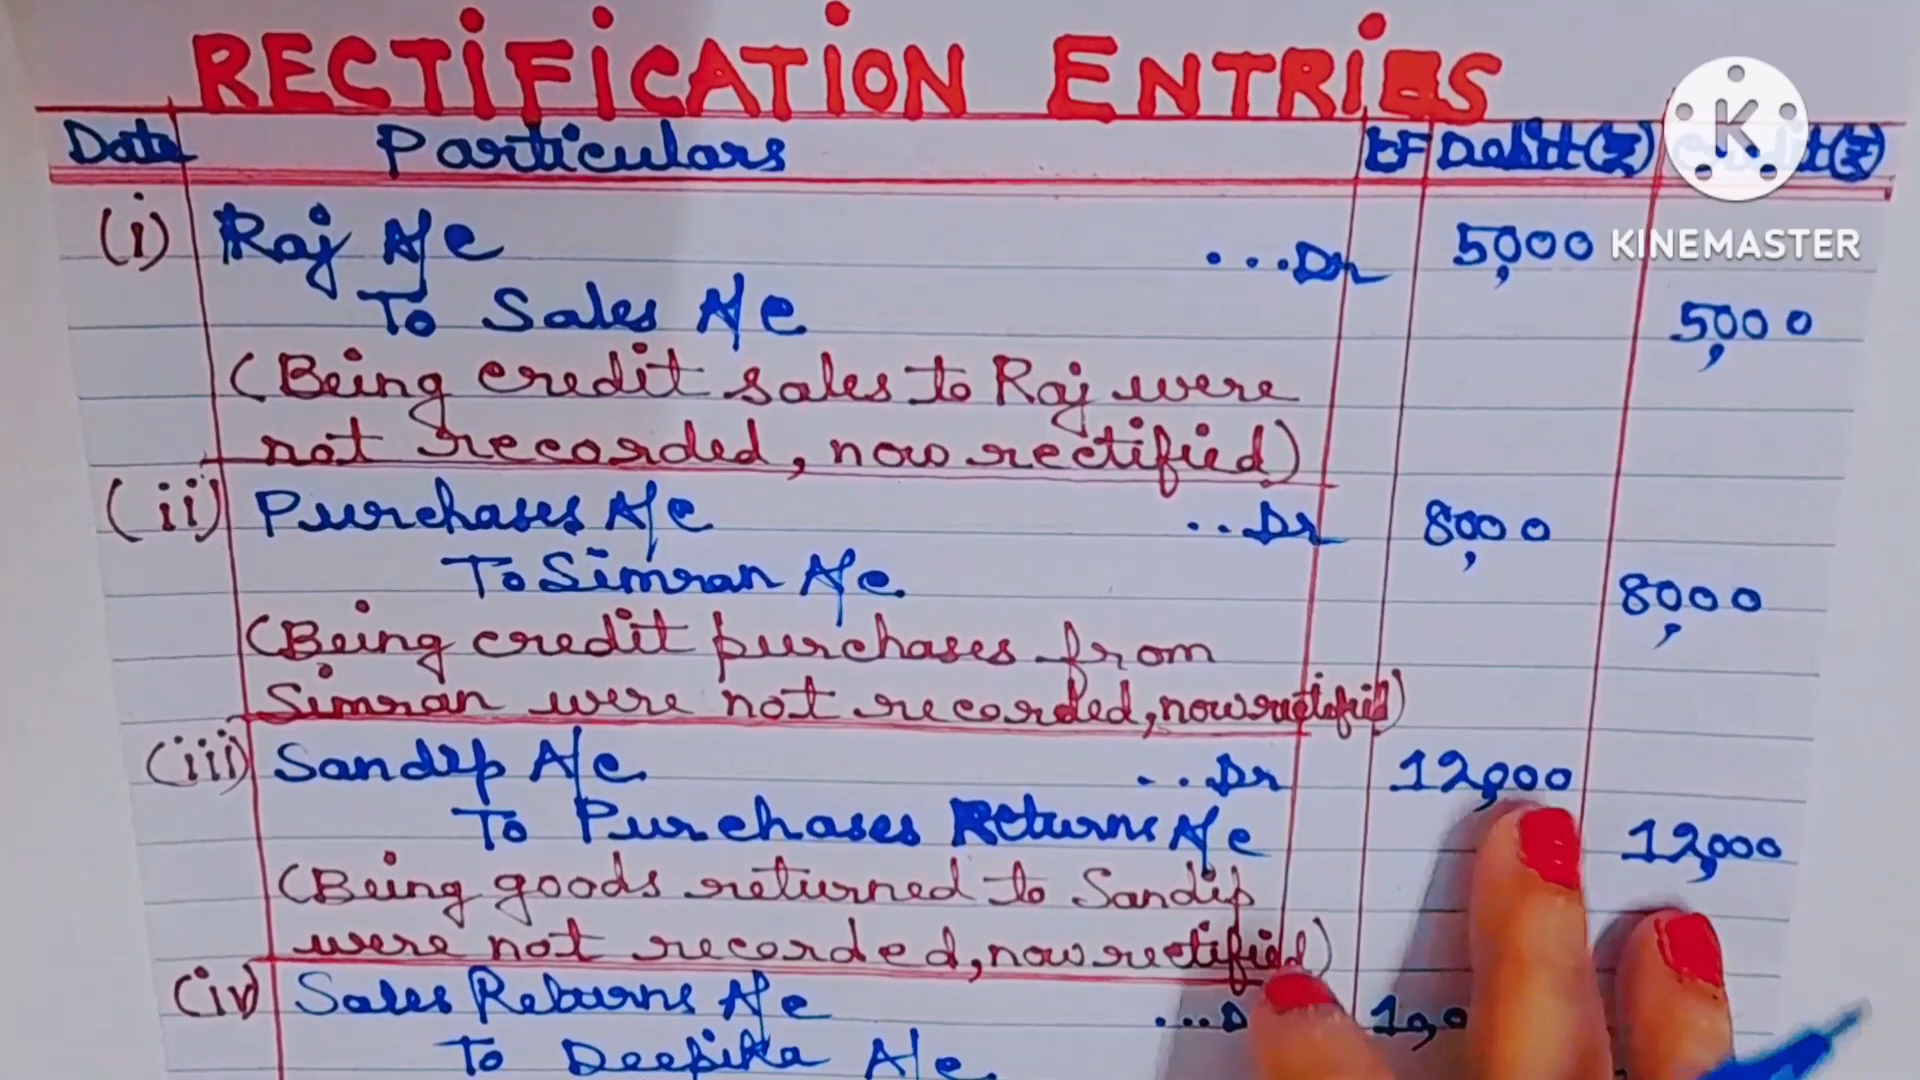 RECTIFICATION ENTRIES
Date Particulars LF Debit(₹) (₹)
K
KINEMASTER
(i) Raj A/c ...Dr 5,000
To Sales A/c 5,000
(Being credit sales to Raj were
not recorded, now rectified)
(ii) Purchases A/c ..Dr 8,000
To Simran A/c. 8,000
(Being credit purchases from
Simran were not recorded, now rectified)
(iii) Sandip A/c. ...Dr 12,000
To Purchases Returns A/c 12,000
(Being goods returned to Sandip
were not recorded, now rectified)
(iv) Sales Returns A/c
To Deepika A/c.